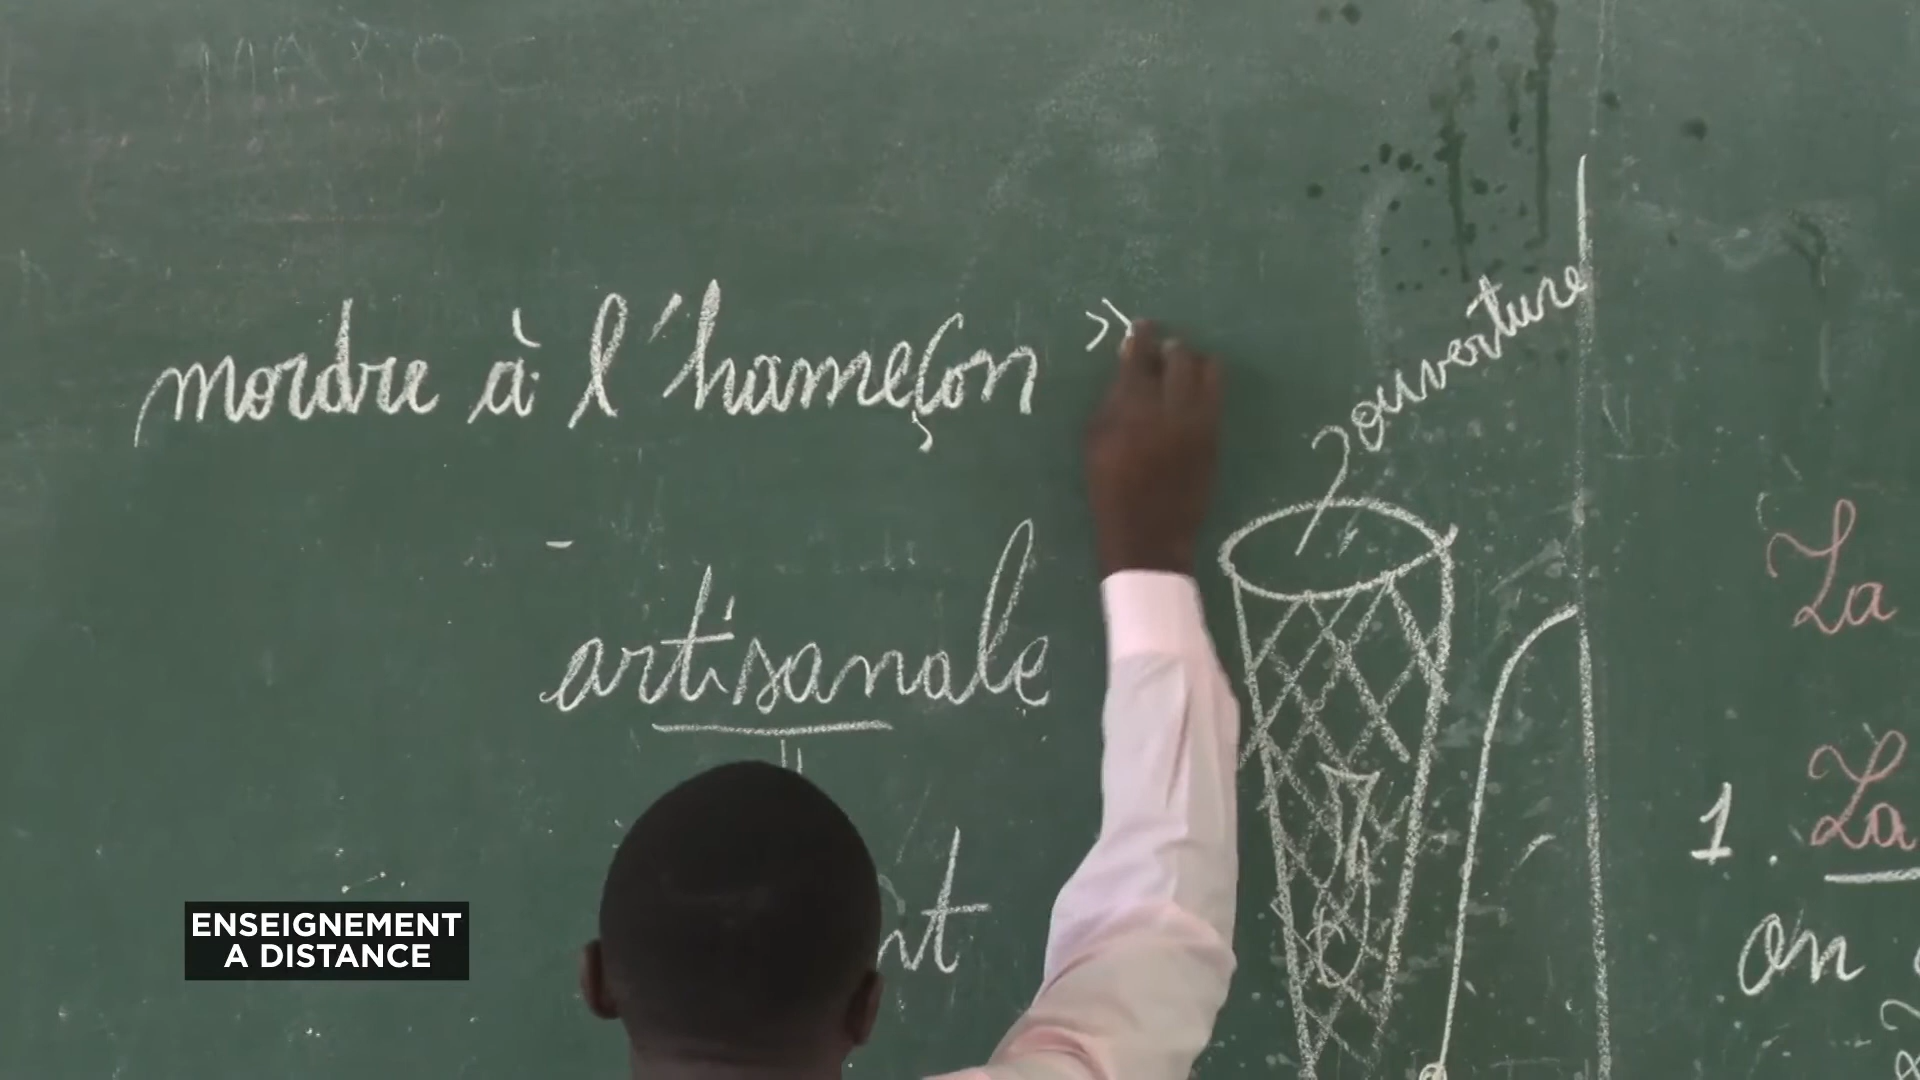 mordre à l'hameçon »
ouverture
artisanale
La
1. La
on
ENSEIGNEMENT
A DISTANCE